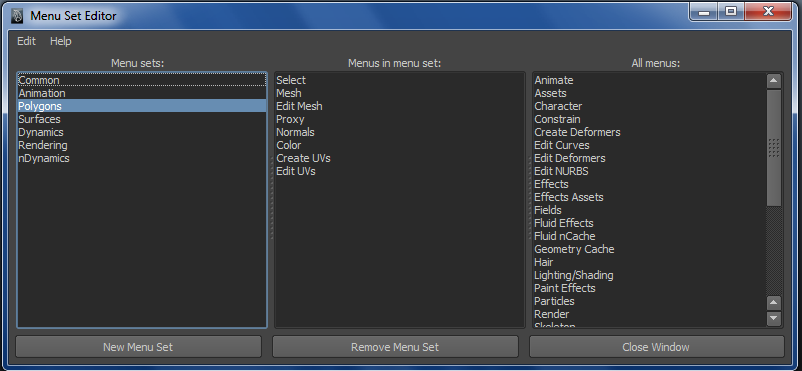 Menu Set Editor
Edit Help
Menu sets:
Common
Animation
Polygons
Surfaces
Dynamics
Rendering
nDynamics
Menus in menu set:
Select
Mesh
Edit Mesh
Proxy
Normals
Color
Create UVs
Edit UVs
All menus:
Animate
Assets
Character
Constrain
Create Deformers
Edit Curves
Edit Deformers
Edit NURBS
Effects
Effects Assets
Fields
Fluid Effects
Fluid nCache
Geometry Cache
Hair
Lighting/Shading
Paint Effects
Particles
Render
Skeleton
New Menu Set
Remove Menu Set
Close Window